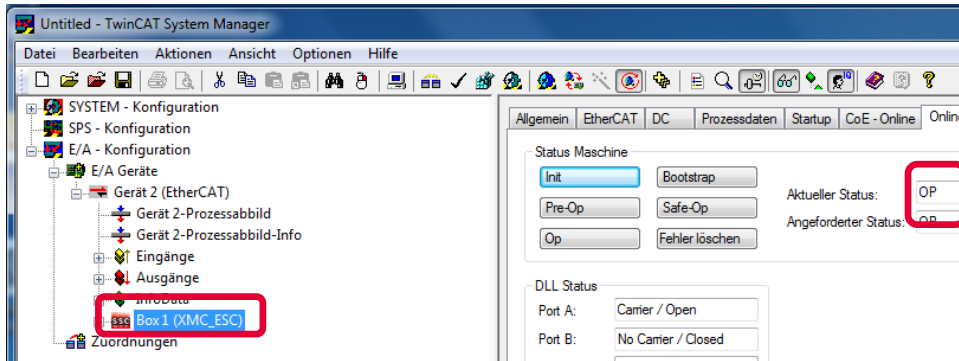 Untitled - TwinCAT System Manager
Datei Bearbeiten Aktionen Ansicht Optionen Hilfe
SYSTEM - Konfiguration
SPS - Konfiguration
E/A - Konfiguration
E/A Geräte
Gerät 2 (EtherCAT)
Gerät 2-Prozessabbild
Gerät 2-Prozessabbild-Info
Eingänge
Ausgänge
InfoData
SSC Box 1 (XMC_ESC)
Zuordnungen
Allgemein EtherCAT DC Prozessdaten Startup CoE - Online Online
Status Maschine
Init Bootstrap
Pre-Op Safe-Op
Op Fehler löschen
Aktueller Status: OP
Angeforderter Status: OP
DLL Status
Port A: Carrier / Open
Port B: No Carrier / Closed